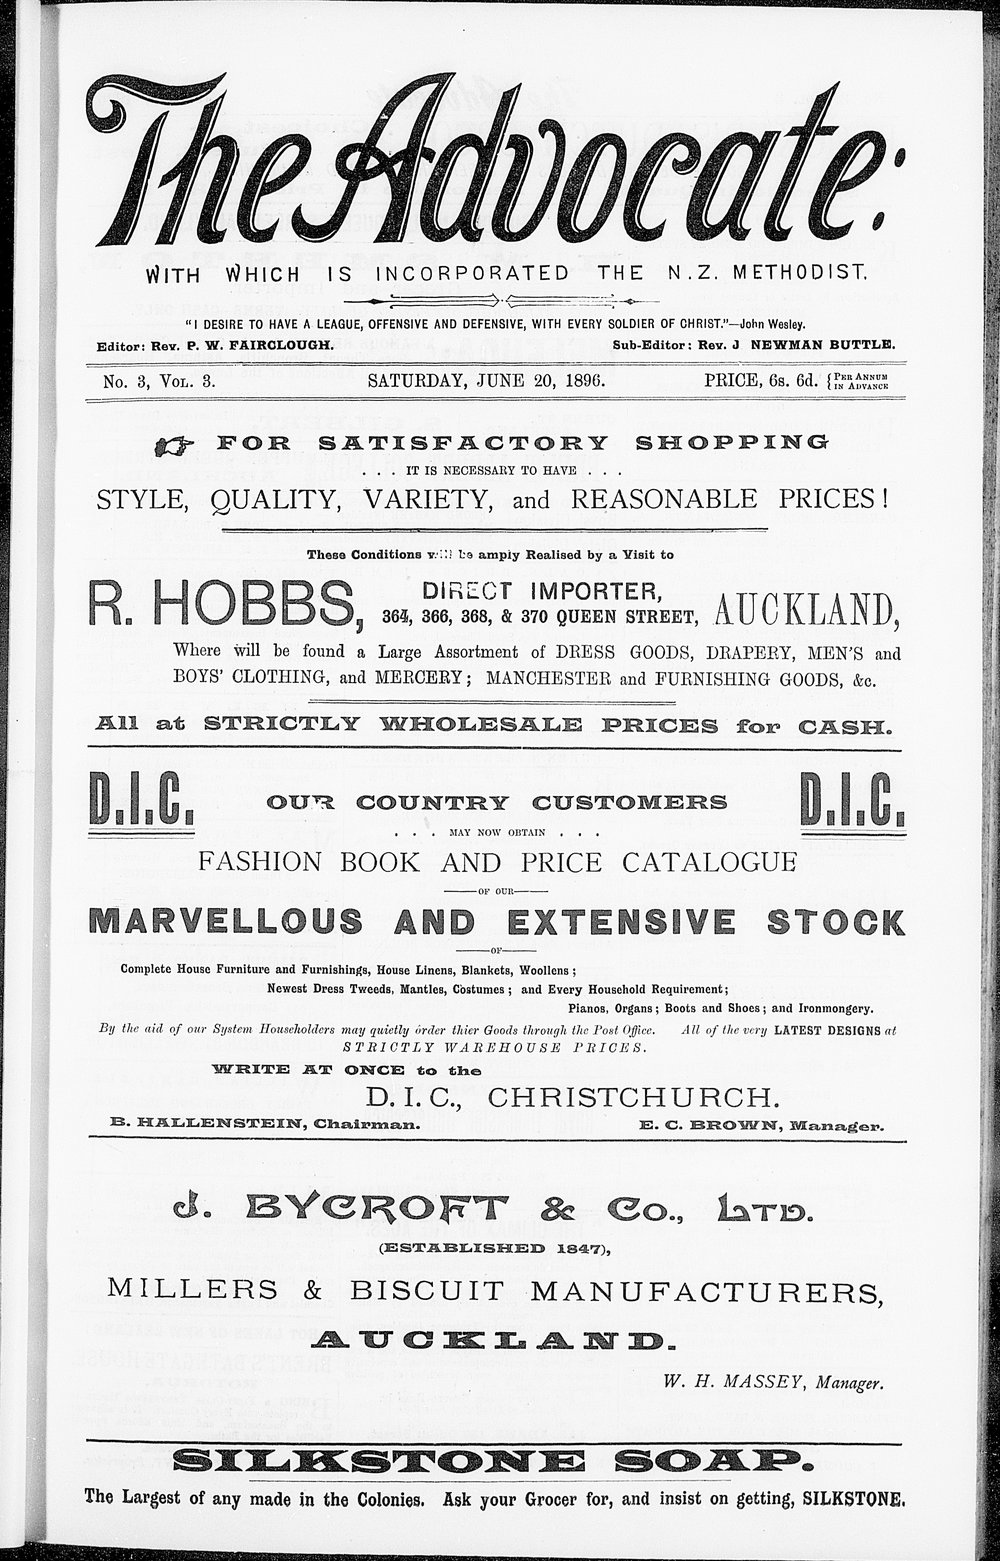 The Advocate:
WITH WHICH IS INCORPORATED THE N.Z. METHODIST.
"I DESIRE TO HAVE A LEAGUE, OFFENSIVE AND DEFENSIVE, WITH EVERY SOLDIER OF CHRIST."—John Wesley.
Editor: Rev. P. W. FAIRCLOUGH. Sub-Editor: Rev. J NEWMAN BUTTLE.
No. 3, VOL. 3. SATURDAY, JUNE 20, 1896. PRICE, 6s. 6d. { PER ANNUM
IN ADVANCE
FOR SATISFACTORY SHOPPING
. . . IT IS NECESSARY TO HAVE . . .
STYLE, QUALITY, VARIETY, and REASONABLE PRICES!
These Conditions will be amply Realised by a Visit to
R. HOBBS, DIRECT IMPORTER,
364, 366, 368, & 370 QUEEN STREET, AUCKLAND,
Where will be found a Large Assortment of DRESS GOODS, DRAPERY, MEN'S and
BOYS' CLOTHING, and MERCERY; MANCHESTER and FURNISHING GOODS, &c.
All at STRICTLY WHOLESALE PRICES for CASH.
D.I.C. OUR COUNTRY CUSTOMERS D.I.C.
. . . MAY NOW OBTAIN . . .
FASHION BOOK AND PRICE CATALOGUE
——OF OUR——
MARVELLOUS AND EXTENSIVE STOCK
——OF——
Complete House Furniture and Furnishings, House Linens, Blankets, Woollens;
Newest Dress Tweeds, Mantles, Costumes; and Every Household Requirement;
Pianos, Organs; Boots and Shoes; and Ironmongery.
By the aid of our System Householders may quietly order thier Goods through the Post Office. All of the very LATEST DESIGNS at
STRICTLY WAREHOUSE PRICES.
WRITE AT ONCE to the
D. I. C., CHRISTCHURCH.
B. HALLENSTEIN, Chairman. E. C. BROWN, Manager.
J. BYCROFT & CO., LTD.
(ESTABLISHED 1847),
MILLERS & BISCUIT MANUFACTURERS,
AUCKLAND.
W. H. MASSEY, Manager.
SILKSTONE SOAP.
The Largest of any made in the Colonies. Ask your Grocer for, and insist on getting, SILKSTONE.